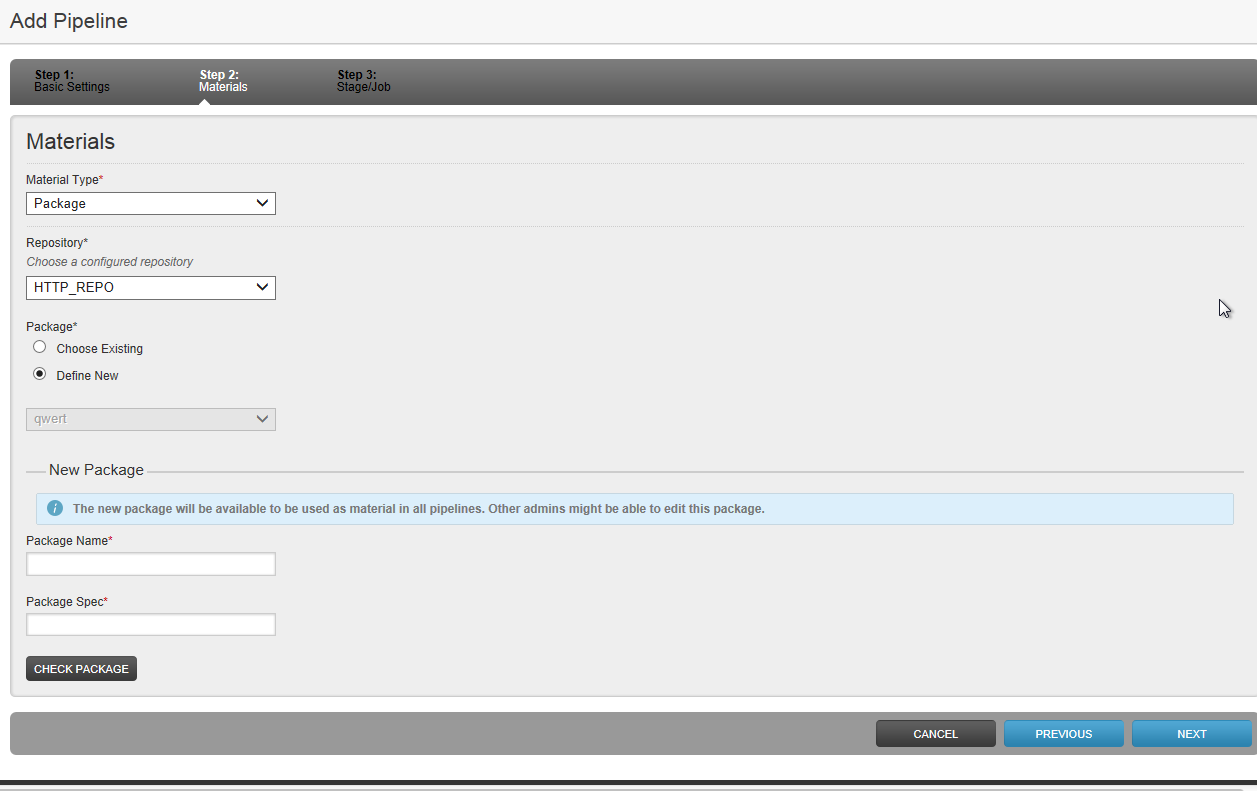 Add Pipeline
Step 1:
Basic Settings
Step 2:
Materials
Step 3:
Stage/Job
Materials
Material Type*
Package
Repository*
Choose a configured repository
HTTP_REPO
Package*
Choose Existing
Define New
qwert
New Package
i The new package will be available to be used as material in all pipelines. Other admins might be able to edit this package.
Package Name*
Package Spec*
CHECK PACKAGE
CANCEL PREVIOUS NEXT